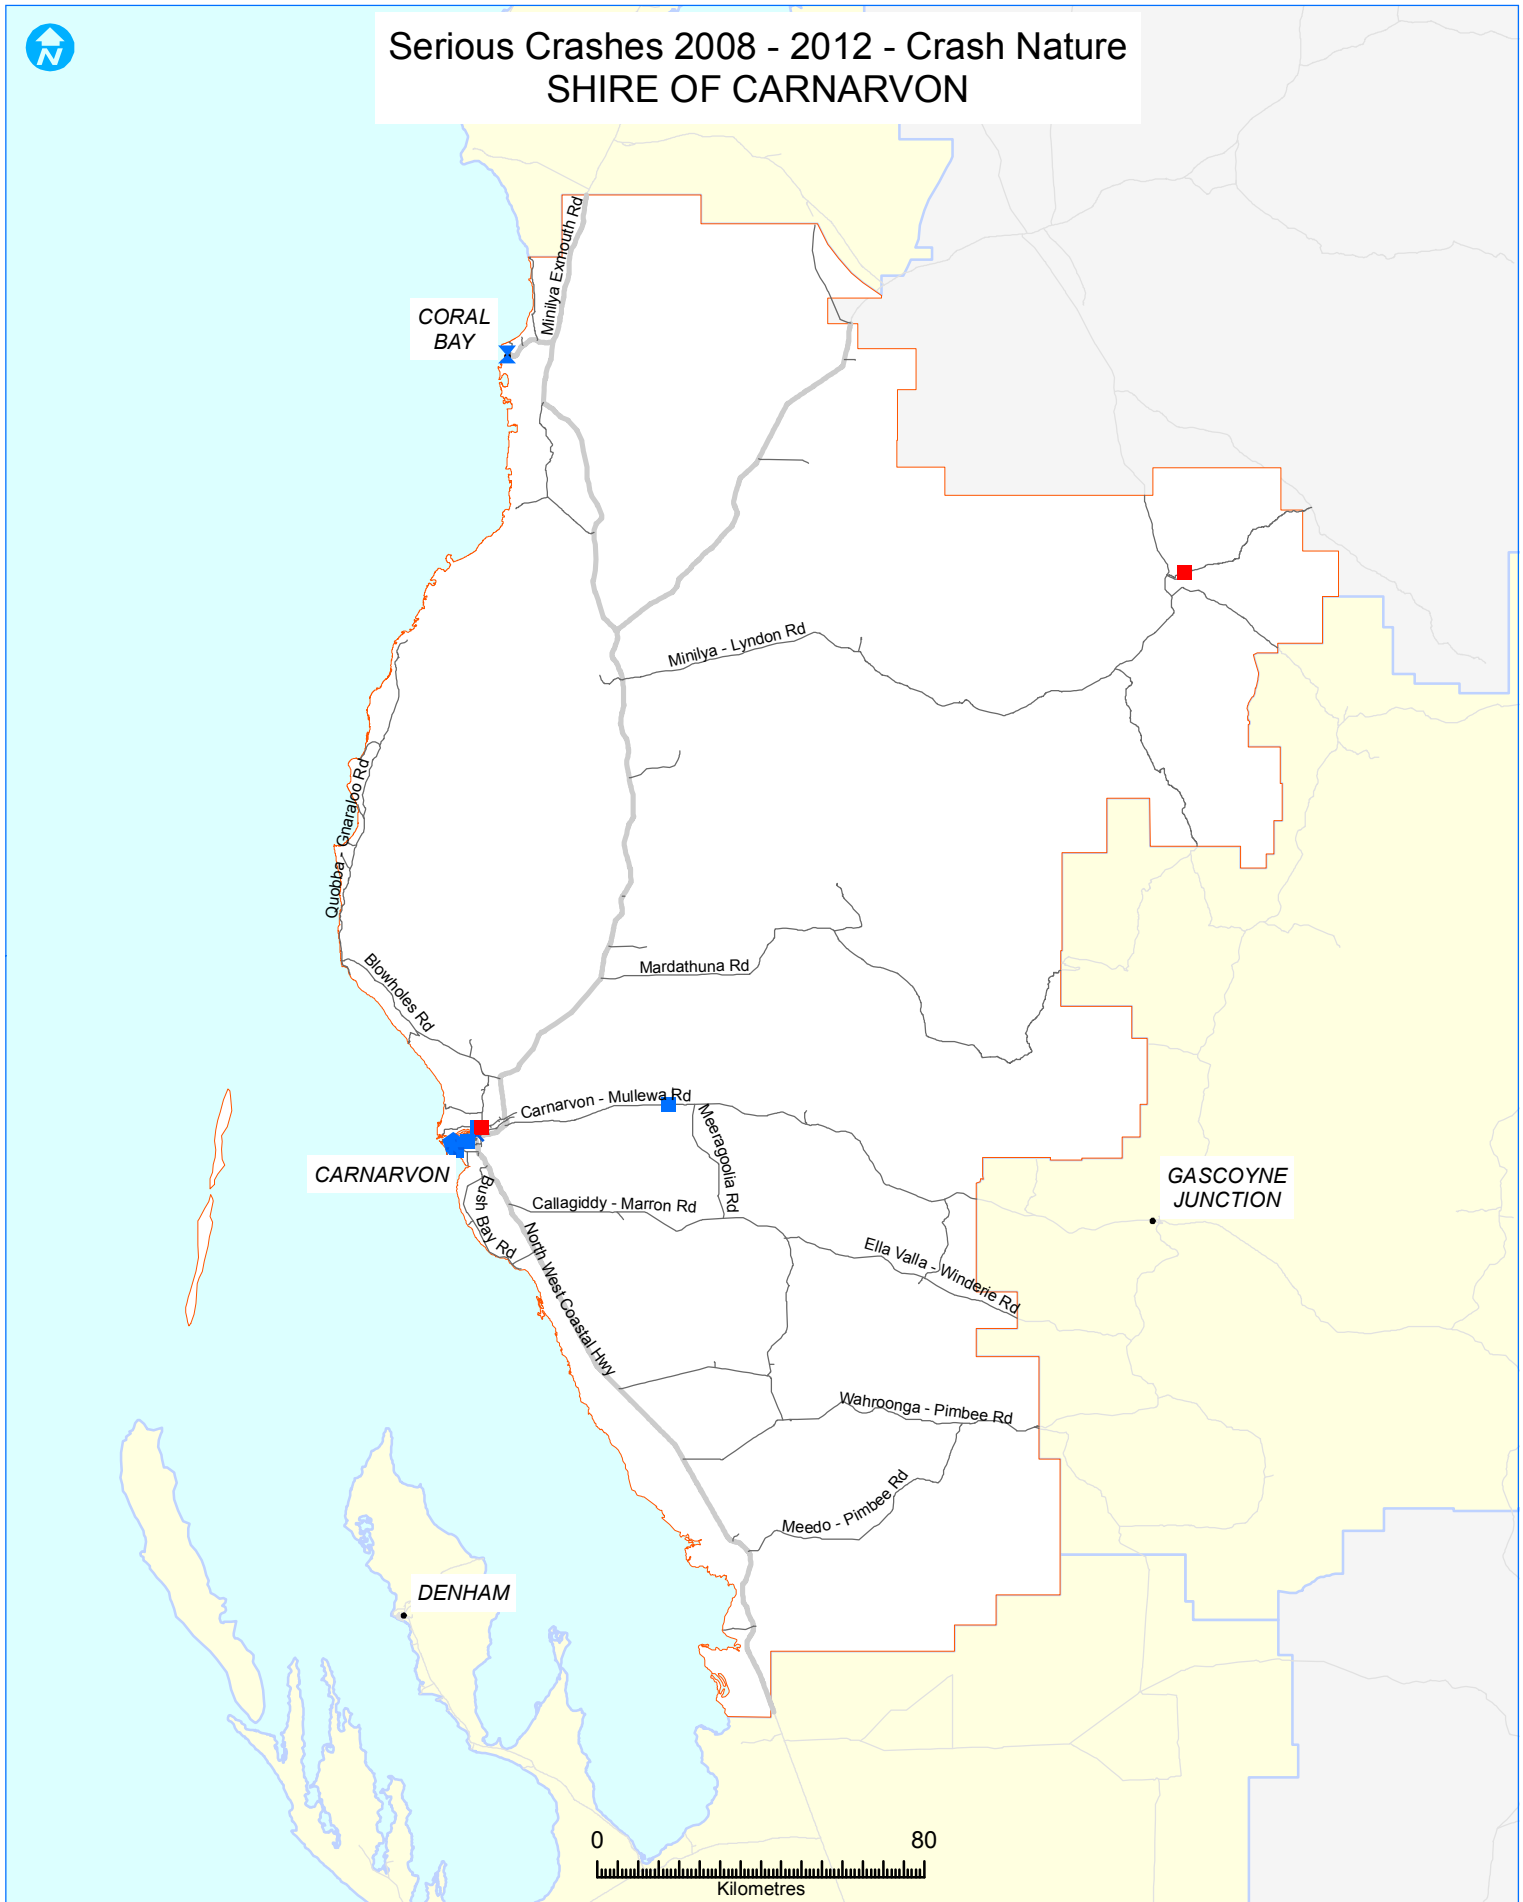 N
Serious Crashes 2008 - 2012 - Crash Nature
SHIRE OF CARNARVON
Minilya Exmouth Rd
CORAL
BAY
Minilya - Lyndon Rd
Quobba - Gnaraloo Rd
Blowholes Rd
Mardathuna Rd
Carnarvon - Mullewa Rd
Meeragoolia Rd
CARNARVON
Bush Bay Rd
Callagiddy - Marron Rd
GASCOYNE
JUNCTION
North West Coastal Hwy
Ella Valla - Winderie Rd
Wahroonga - Pimbee Rd
Meedo - Pimbee Rd
DENHAM
0 80
Kilometres